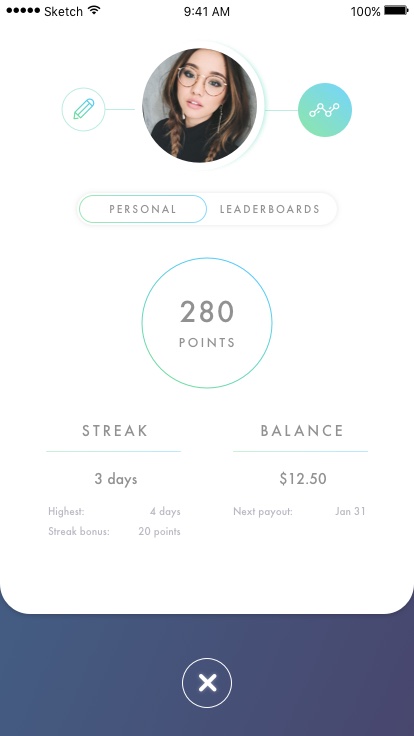 Sketch 9:41 AM 100%
PERSONAL LEADERBOARDS
280
POINTS
STREAK BALANCE
3 days $12.50
Highest: 4 days Next payout: Jan 31
Streak bonus: 20 points